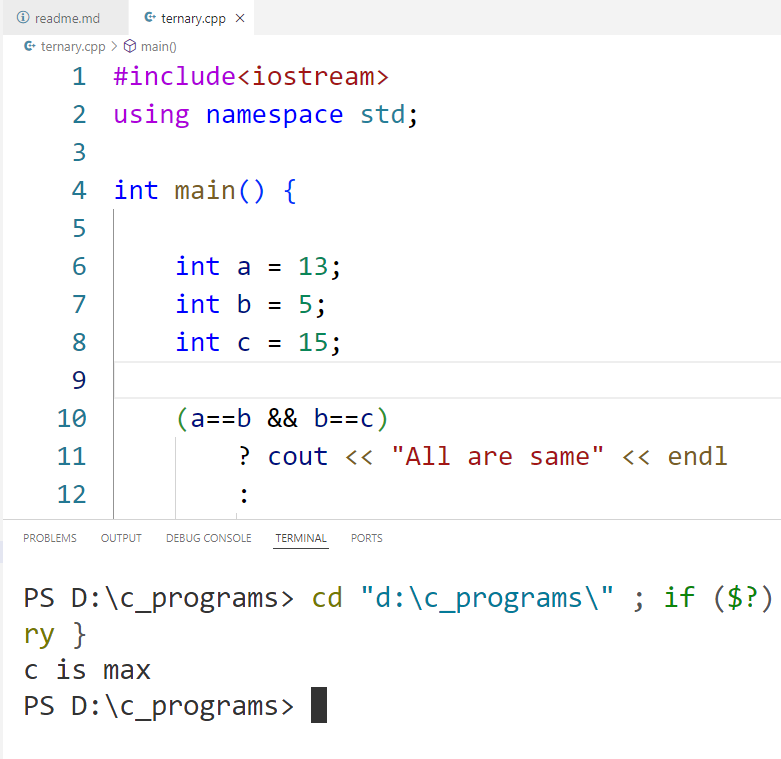 readme.md ternary.cpp
ternary.cpp > main()
1 #include<iostream>
2 using namespace std;
3
4 int main() {
5
6 int a = 13;
7 int b = 5;
8 int c = 15;
9
10 (a==b && b==c)
11 ? cout << "All are same" << endl
12 :
PROBLEMS OUTPUT DEBUG CONSOLE TERMINAL PORTS
PS D:\c_programs> cd "d:\c_programs\" ; if ($?)
ry }
c is max
PS D:\c_programs>